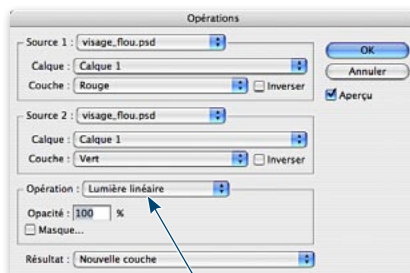 Opérations
Source 1 : visage_flou.psd
Calque : Calque 1
Couche : Rouge Inverser
Source 2 : visage_flou.psd
Calque : Calque 1
Couche : Vert Inverser
Opération : Lumière linéaire
Opacité : 100 %
Masque...
Résultat : Nouvelle couche
OK
Annuler
Aperçu